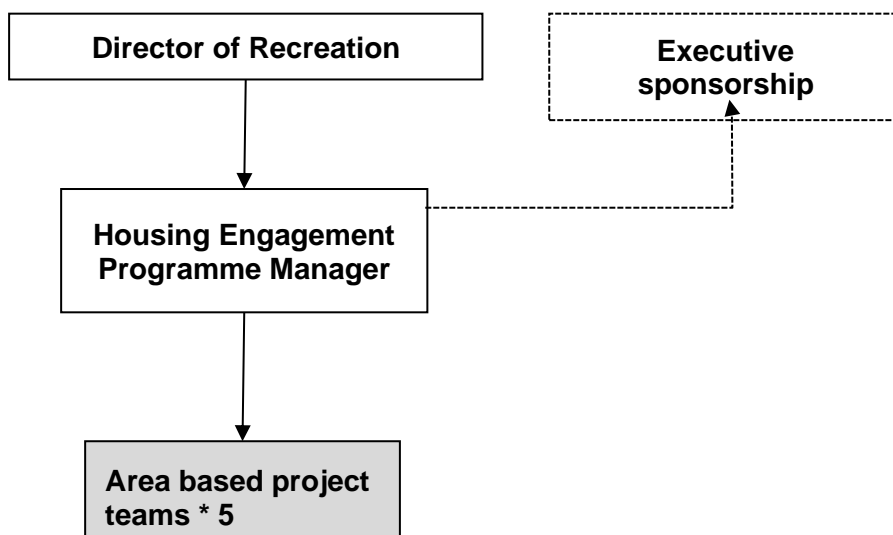 Director of Recreation
Executive
sponsorship
Housing Engagement
Programme Manager
Area based project
teams * 5